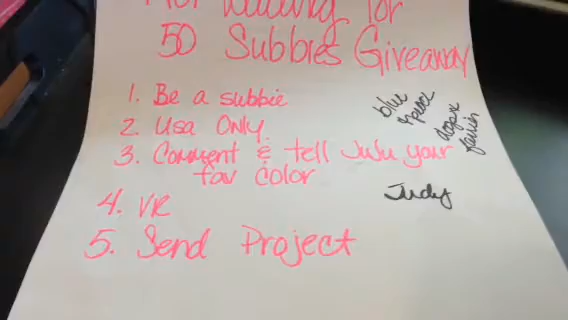 for
50 Subbies Giveaway
1. Be a subbie
2. Usa ONLY.
3. Comment & tell JuJu your
fav color
4. VR
5. Send Project
blue
Judy